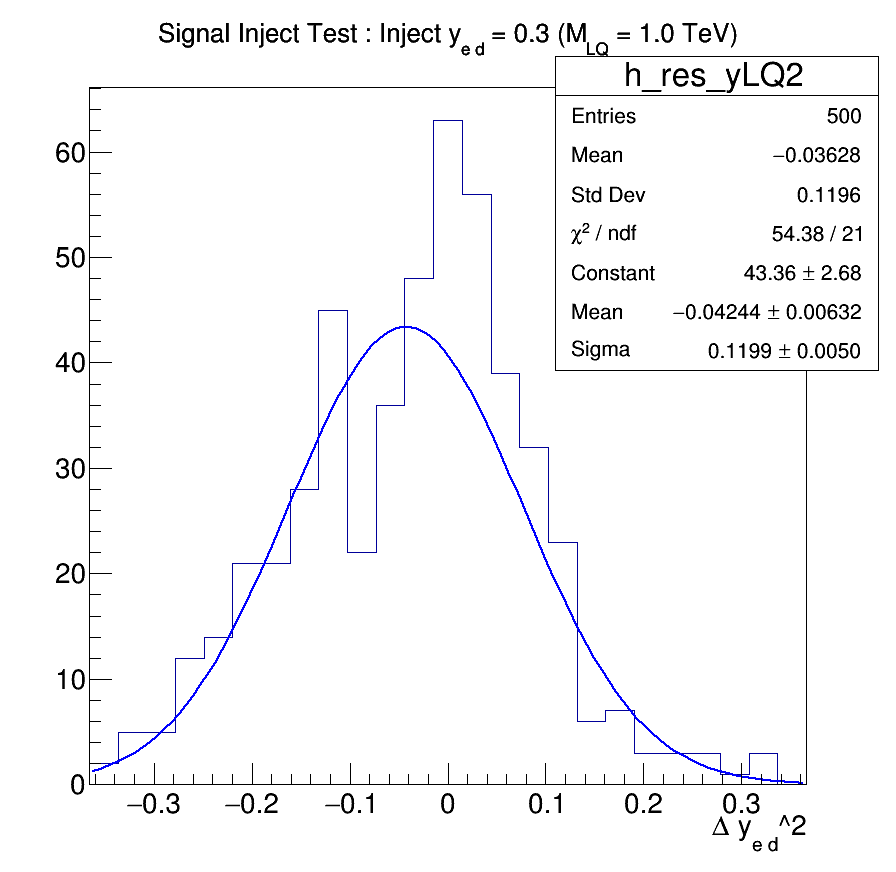 Signal Inject Test : Inject y_ed = 0.3 (M_LQ = 1.0 TeV)
h_res_yLQ2
Entries 500
Mean −0.03628
Std Dev 0.1196
χ² / ndf 54.38 / 21
Constant 43.36 ± 2.68
Mean −0.04244 ± 0.00632
Sigma 0.1199 ± 0.0050
60
50
40
30
20
10
0
−0.3 −0.2 −0.1 0 0.1 0.2 0.3
Δ y_ed^2